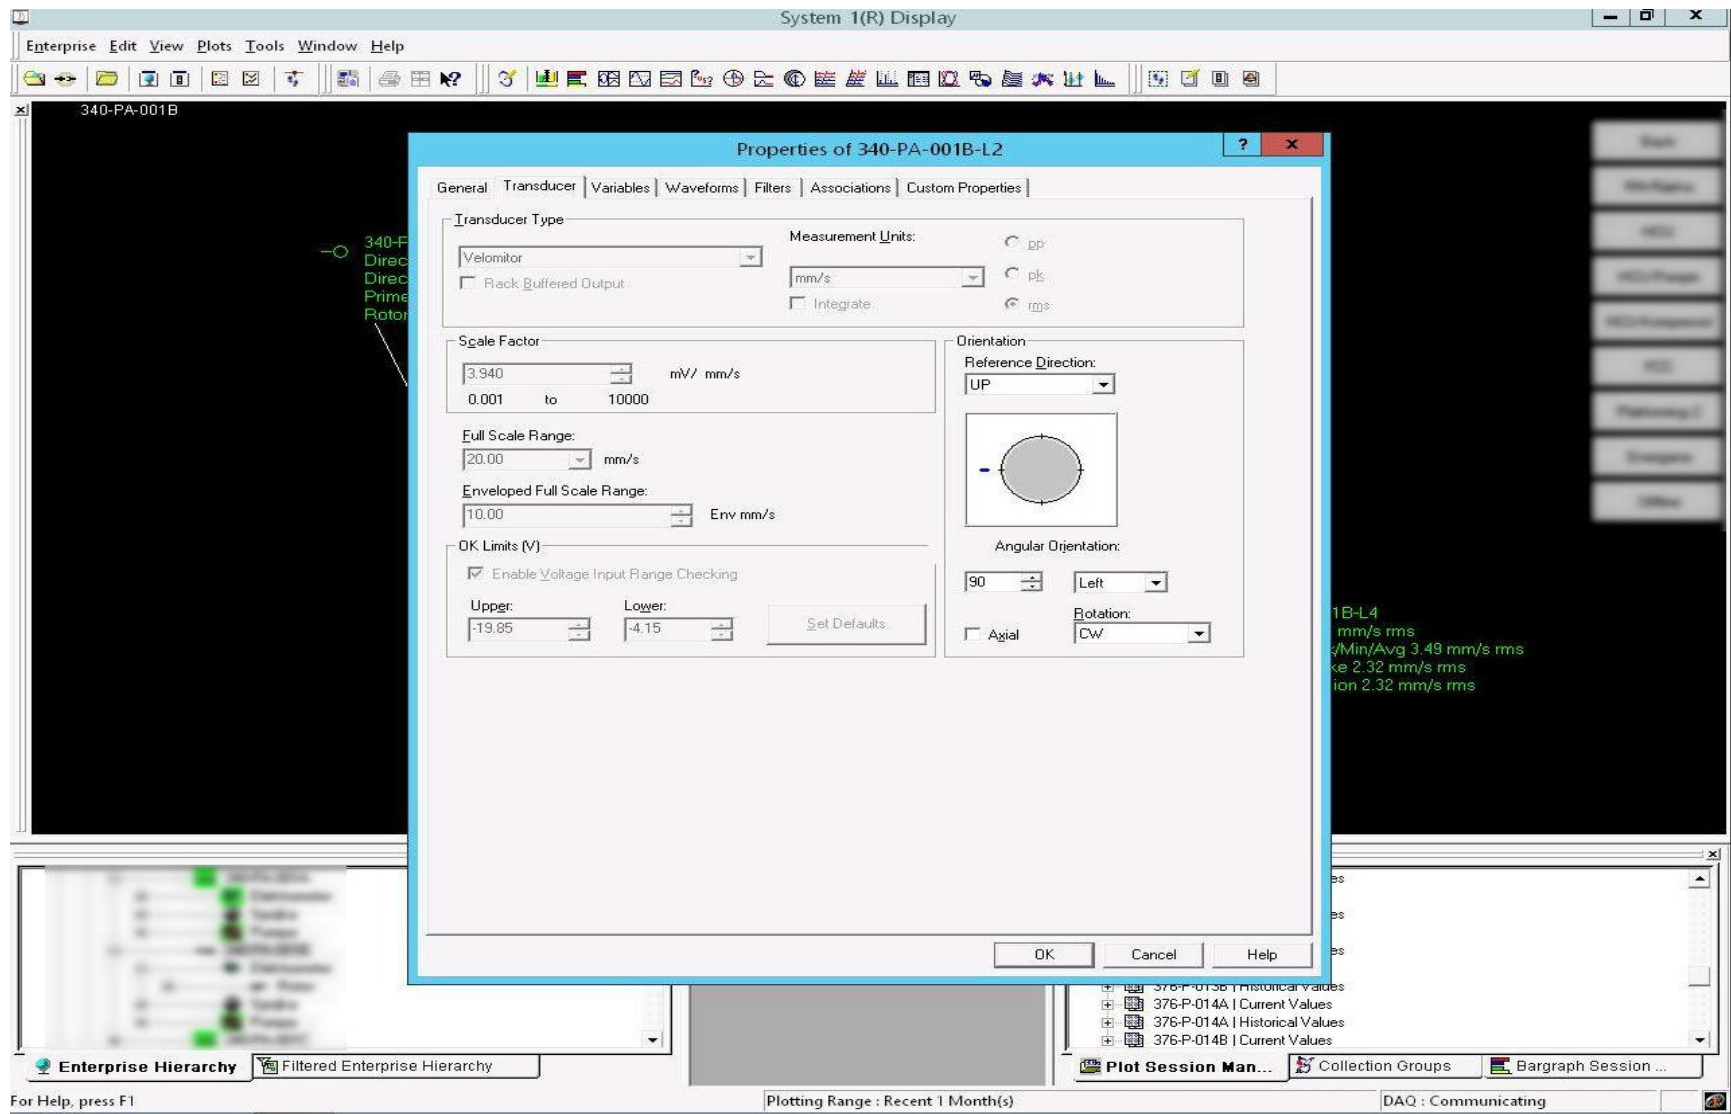 System 1(R) Display
Enterprise Edit View Plots Tools Window Help
340-PA-001B
Properties of 340-PA-001B-L2
General Transducer Variables Waveforms Filters Associations Custom Properties
Transducer Type
Velomitor
Rack Buffered Output
Measurement Units:
mm/s
Integrate
pp
pk
rms
Scale Factor
3.940 mV/ mm/s
0.001 to 10000
Full Scale Range:
20.00 mm/s
Enveloped Full Scale Range:
10.00 Env mm/s
OK Limits (V)
Enable Voltage Input Range Checking
Upper: Lower:
-19.85 -4.15 Set Defaults
Orientation
Reference Direction:
UP
Angular Orientation:
90 Left
Rotation:
Axial CW
OK Cancel Help
340-F
Direc
Direc
Prime
Rotor
1B-L4
mm/s rms
/Min/Avg 3.49 mm/s rms
ke 2.32 mm/s rms
ion 2.32 mm/s rms
es
es
es
376-P-013B | Historical Values
376-P-014A | Current Values
376-P-014A | Historical Values
376-P-014B | Current Values
Enterprise Hierarchy Filtered Enterprise Hierarchy
Plot Session Man... Collection Groups Bargraph Session ...
For Help, press F1 Plotting Range : Recent 1 Month(s) DAQ : Communicating